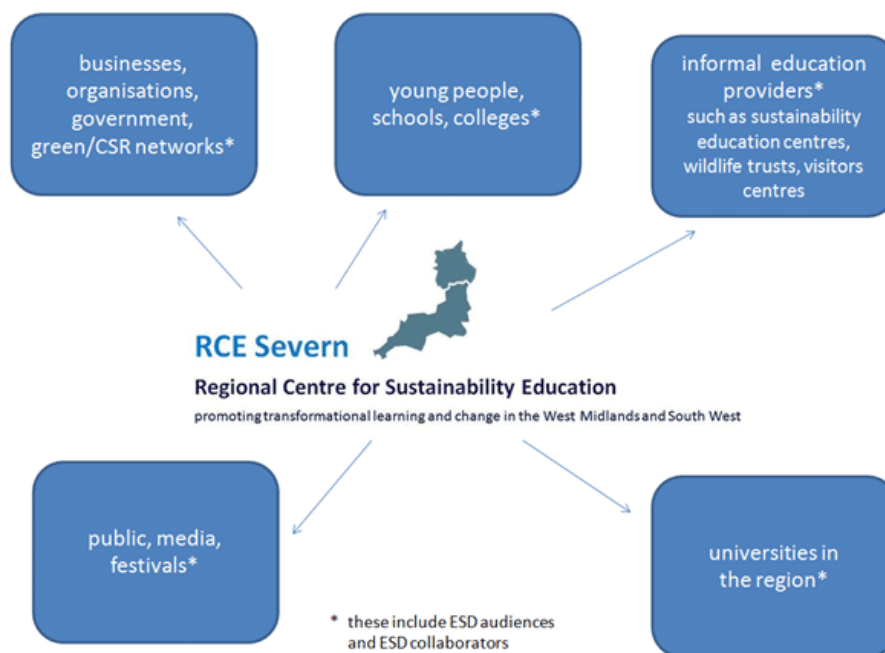 businesses,
organisations,
government,
green/CSR networks*
young people,
schools, colleges*
informal education
providers*
such as sustainability
education centres,
wildlife trusts, visitors
centres
RCE Severn
Regional Centre for Sustainability Education
promoting transformational learning and change in the West Midlands and South West
public, media,
festivals*
universities in
the region*
* these include ESD audiences
and ESD collaborators